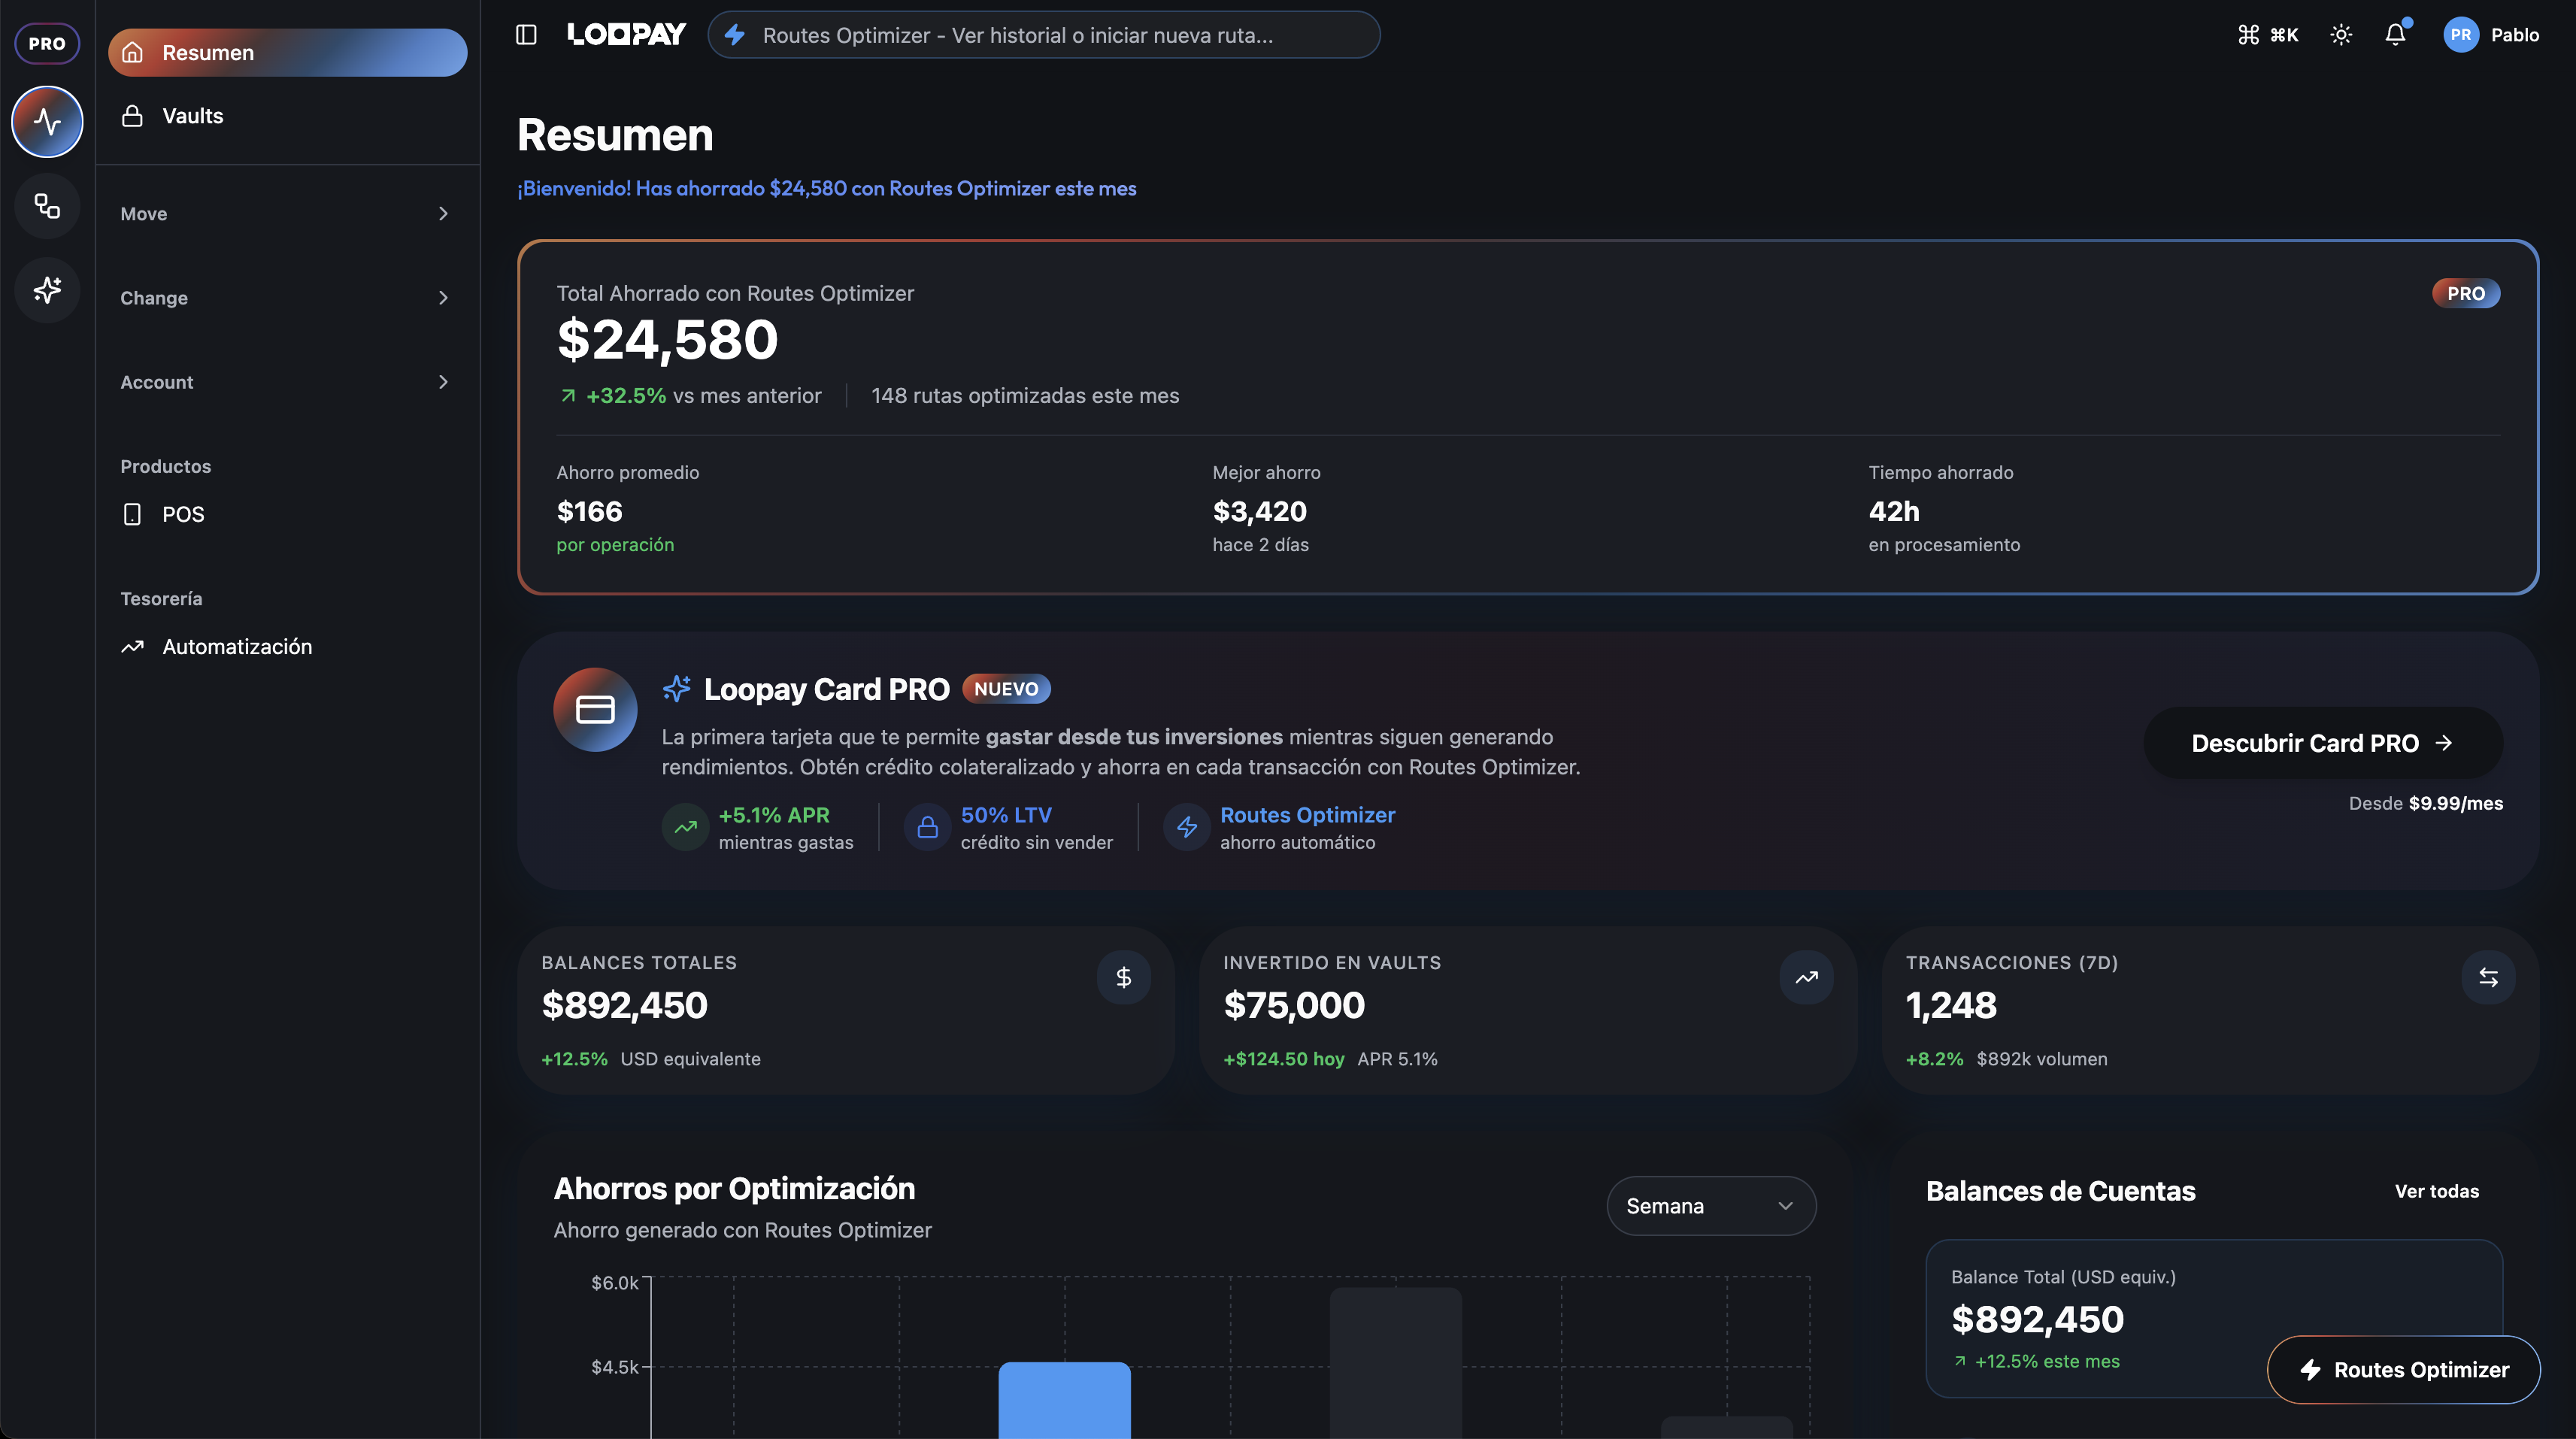 PRO
Resumen
Vaults
Move
Change
Account
Productos
POS
Tesorería
Automatización
LOOPAY
Routes Optimizer - Ver historial o iniciar nueva ruta...
⌘ ⌘K
PR
Pablo
Resumen
¡Bienvenido! Has ahorrado $24,580 con Routes Optimizer este mes
Total Ahorrado con Routes Optimizer
PRO
$24,580
+32.5% vs mes anterior
148 rutas optimizadas este mes
Ahorro promedio
$166
por operación
Mejor ahorro
$3,420
hace 2 días
Tiempo ahorrado
42h
en procesamiento
Loopay Card PRO
NUEVO
La primera tarjeta que te permite gastar desde tus inversiones mientras siguen generando
rendimientos. Obtén crédito colateralizado y ahorra en cada transacción con Routes Optimizer.
+5.1% APR
mientras gastas
50% LTV
crédito sin vender
Routes Optimizer
ahorro automático
Descubrir Card PRO →
Desde $9.99/mes
BALANCES TOTALES
$892,450
+12.5% USD equivalente
INVERTIDO EN VAULTS
$75,000
+$124.50 hoy APR 5.1%
TRANSACCIONES (7D)
1,248
+8.2% $892k volumen
Ahorros por Optimización
Ahorro generado con Routes Optimizer
Semana
$6.0k
$4.5k
Balances de Cuentas
Ver todas
Balance Total (USD equiv.)
$892,450
+12.5% este mes
Routes Optimizer